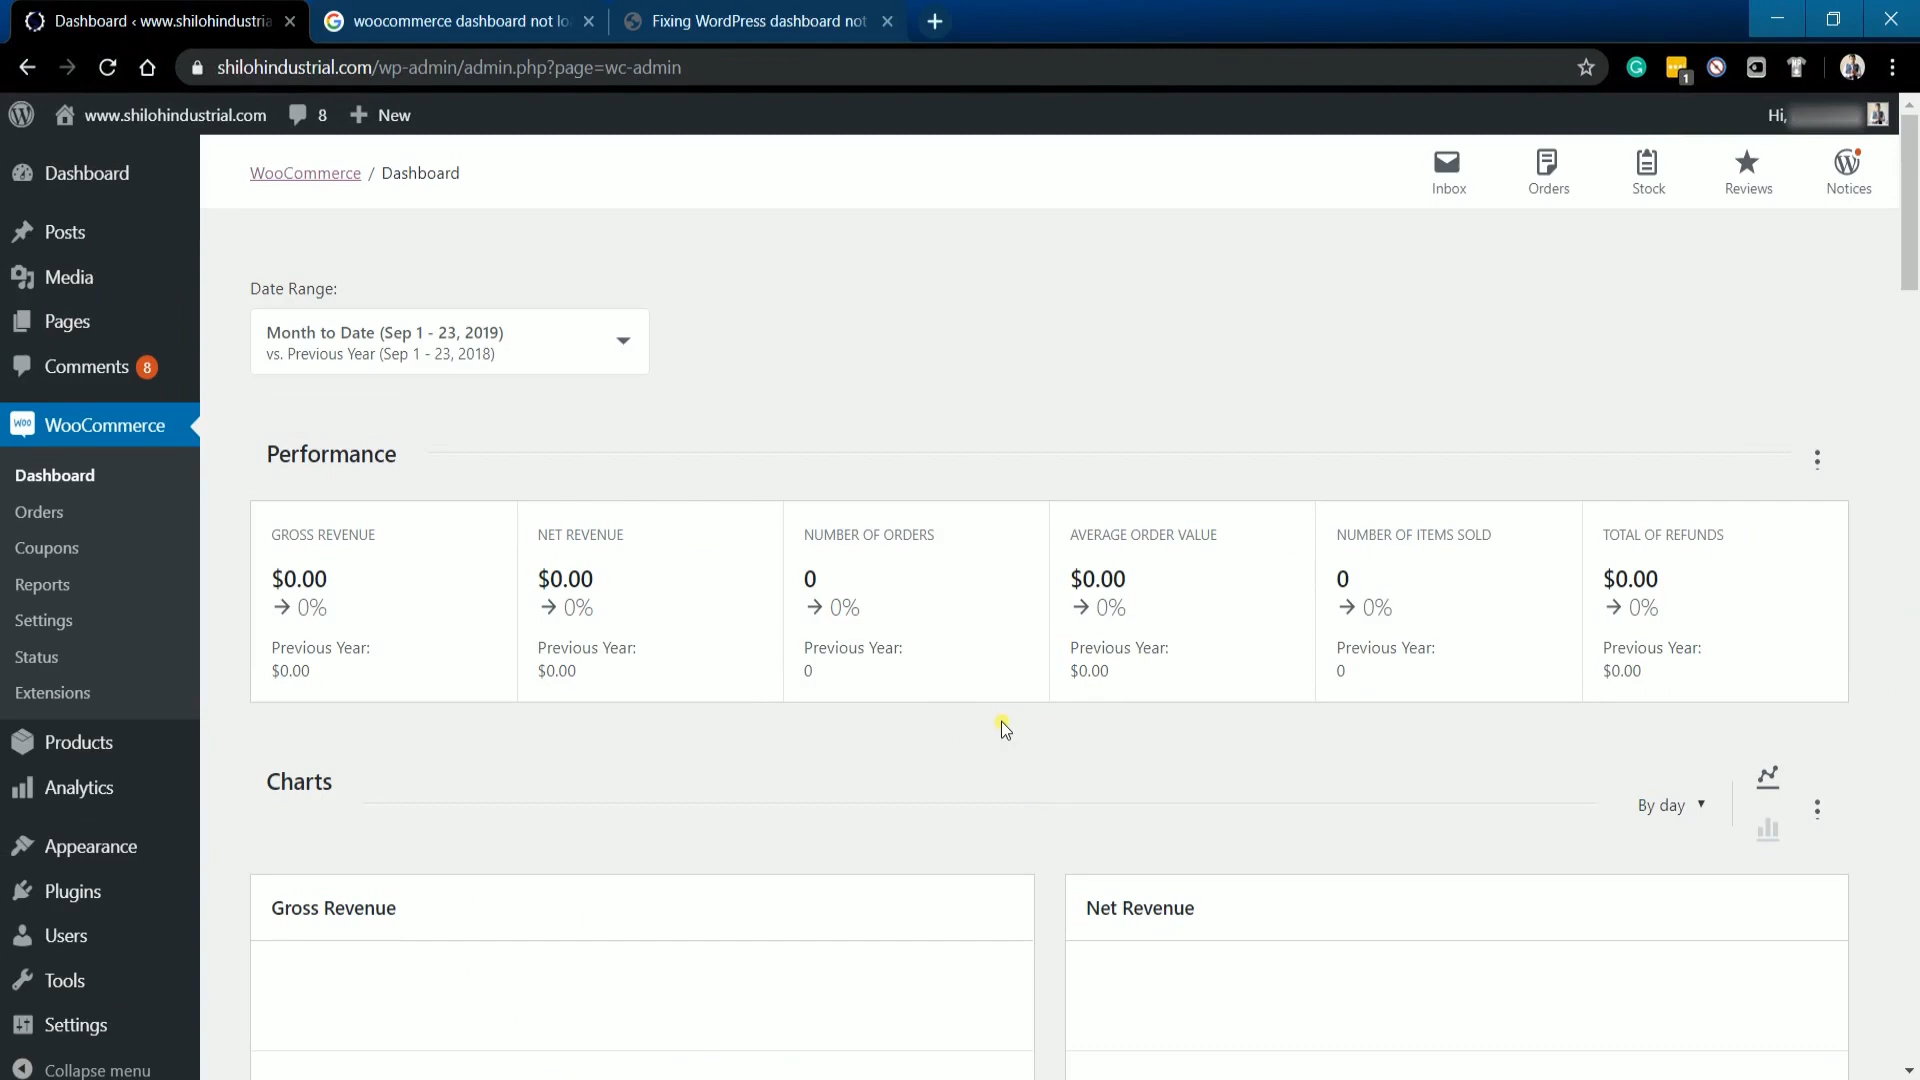 Dashboard ‹ www.shilohindustria
woocommerce dashboard not lo
Fixing WordPress dashboard not
shilohindustrial.com/wp-admin/admin.php?page=wc-admin
1
www.shilohindustrial.com
8
New
Hi,
Dashboard
Posts
Media
Pages
Comments 8
WooCommerce
Dashboard
Orders
Coupons
Reports
Settings
Status
Extensions
Products
Analytics
Appearance
Plugins
Users
Tools
Settings
Collapse menu
WooCommerce / Dashboard
Inbox
Orders
Stock
Reviews
Notices
Date Range:
Month to Date (Sep 1 - 23, 2019)
vs. Previous Year (Sep 1 - 23, 2018)
Performance
GROSS REVENUE
$0.00
→ 0%
Previous Year:
$0.00
NET REVENUE
$0.00
→ 0%
Previous Year:
$0.00
NUMBER OF ORDERS
0
→ 0%
Previous Year:
0
AVERAGE ORDER VALUE
$0.00
→ 0%
Previous Year:
$0.00
NUMBER OF ITEMS SOLD
0
→ 0%
Previous Year:
0
TOTAL OF REFUNDS
$0.00
→ 0%
Previous Year:
$0.00
Charts
By day
Gross Revenue
Net Revenue